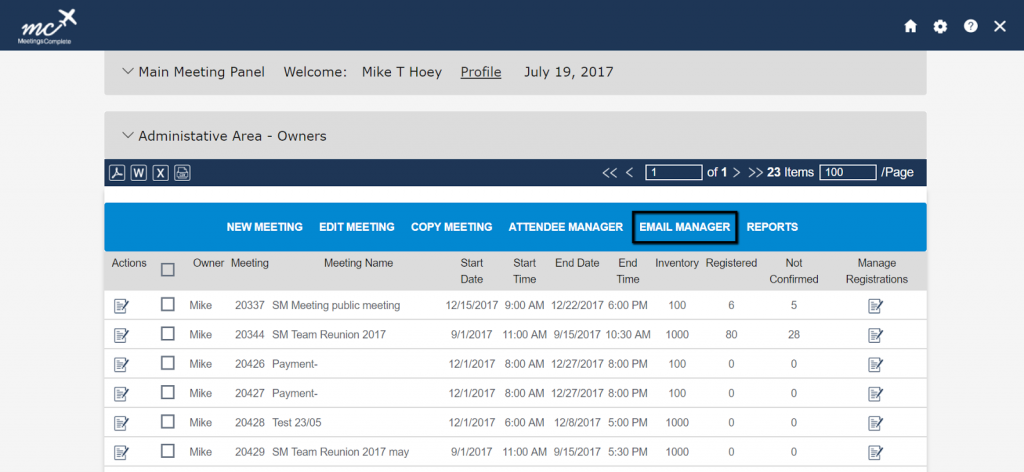 mc
MeetingsComplete
Main Meeting Panel Welcome: Mike T Hoey Profile July 19, 2017
Administative Area - Owners
W X << < 1 of 1 > >> 23 Items 100 /Page
NEW MEETING EDIT MEETING COPY MEETING ATTENDEE MANAGER EMAIL MANAGER REPORTS
Actions Owner Meeting Meeting Name Start Date Start Time End Date End Time Inventory Registered Not Confirmed Manage Registrations
Mike 20337 SM Meeting public meeting 12/15/2017 9:00 AM 12/22/2017 6:00 PM 100 6 5
Mike 20344 SM Team Reunion 2017 9/1/2017 11:00 AM 9/15/2017 10:30 AM 1000 80 28
Mike 20426 Payment- 12/1/2017 8:00 AM 12/27/2017 8:00 PM 100 0 0
Mike 20427 Payment- 12/1/2017 8:00 AM 12/27/2017 8:00 PM 1000 0 0
Mike 20428 Test 23/05 12/1/2017 6:00 AM 12/8/2017 5:00 PM 1000 0 0
Mike 20429 SM Team Reunion 2017 may 9/1/2017 11:00 AM 9/15/2017 5:30 PM 1000 0 0